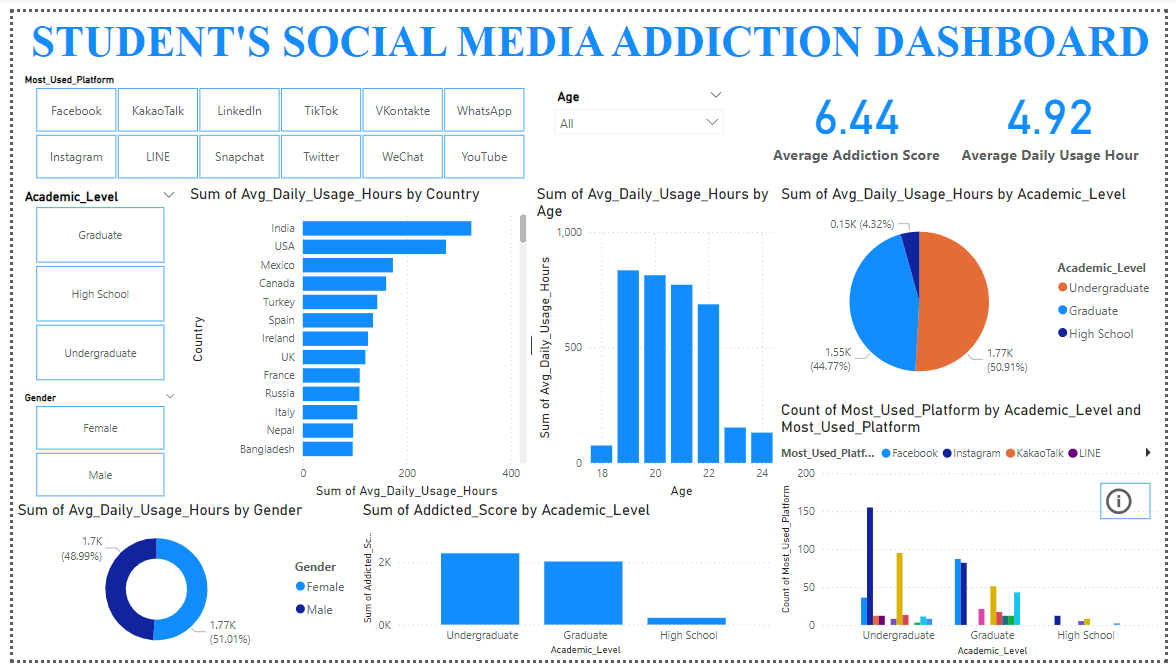 STUDENT'S SOCIAL MEDIA ADDICTION DASHBOARD
Most_Used_Platform
Facebook KakaoTalk LinkedIn TikTok VKontakte WhatsApp
Instagram LINE Snapchat Twitter WeChat YouTube
Age
All
6.44
Average Addiction Score
4.92
Average Daily Usage Hour
Academic_Level
Graduate
High School
Undergraduate
Gender
Female
Male
Sum of Avg_Daily_Usage_Hours by Country
Country
India
USA
Mexico
Canada
Turkey
Spain
Ireland
UK
France
Russia
Italy
Nepal
Bangladesh
0 200 400
Sum of Avg_Daily_Usage_Hours
Sum of Avg_Daily_Usage_Hours by
Age
Sum of Avg_Daily_Usage_Hours
1,000
500
0
18 20 22 24
Age
Sum of Avg_Daily_Usage_Hours by Academic_Level
0.15K (4.32%)
1.55K
(44.77%)
1.77K
(50.91%)
Academic_Level
Undergraduate
Graduate
High School
Sum of Avg_Daily_Usage_Hours by Gender
1.7K
(48.99%)
1.77K
(51.01%)
Gender
Female
Male
Sum of Addicted_Score by Academic_Level
Sum of Addicted_Sc...
2K
0K
Undergraduate Graduate High School
Academic_Level
Count of Most_Used_Platform by Academic_Level and
Most_Used_Platform
Most_Used_Platf... Facebook Instagram KakaoTalk LINE
Count of Most_Used_Platform
200
150
100
50
0
Undergraduate Graduate High School
Academic_Level